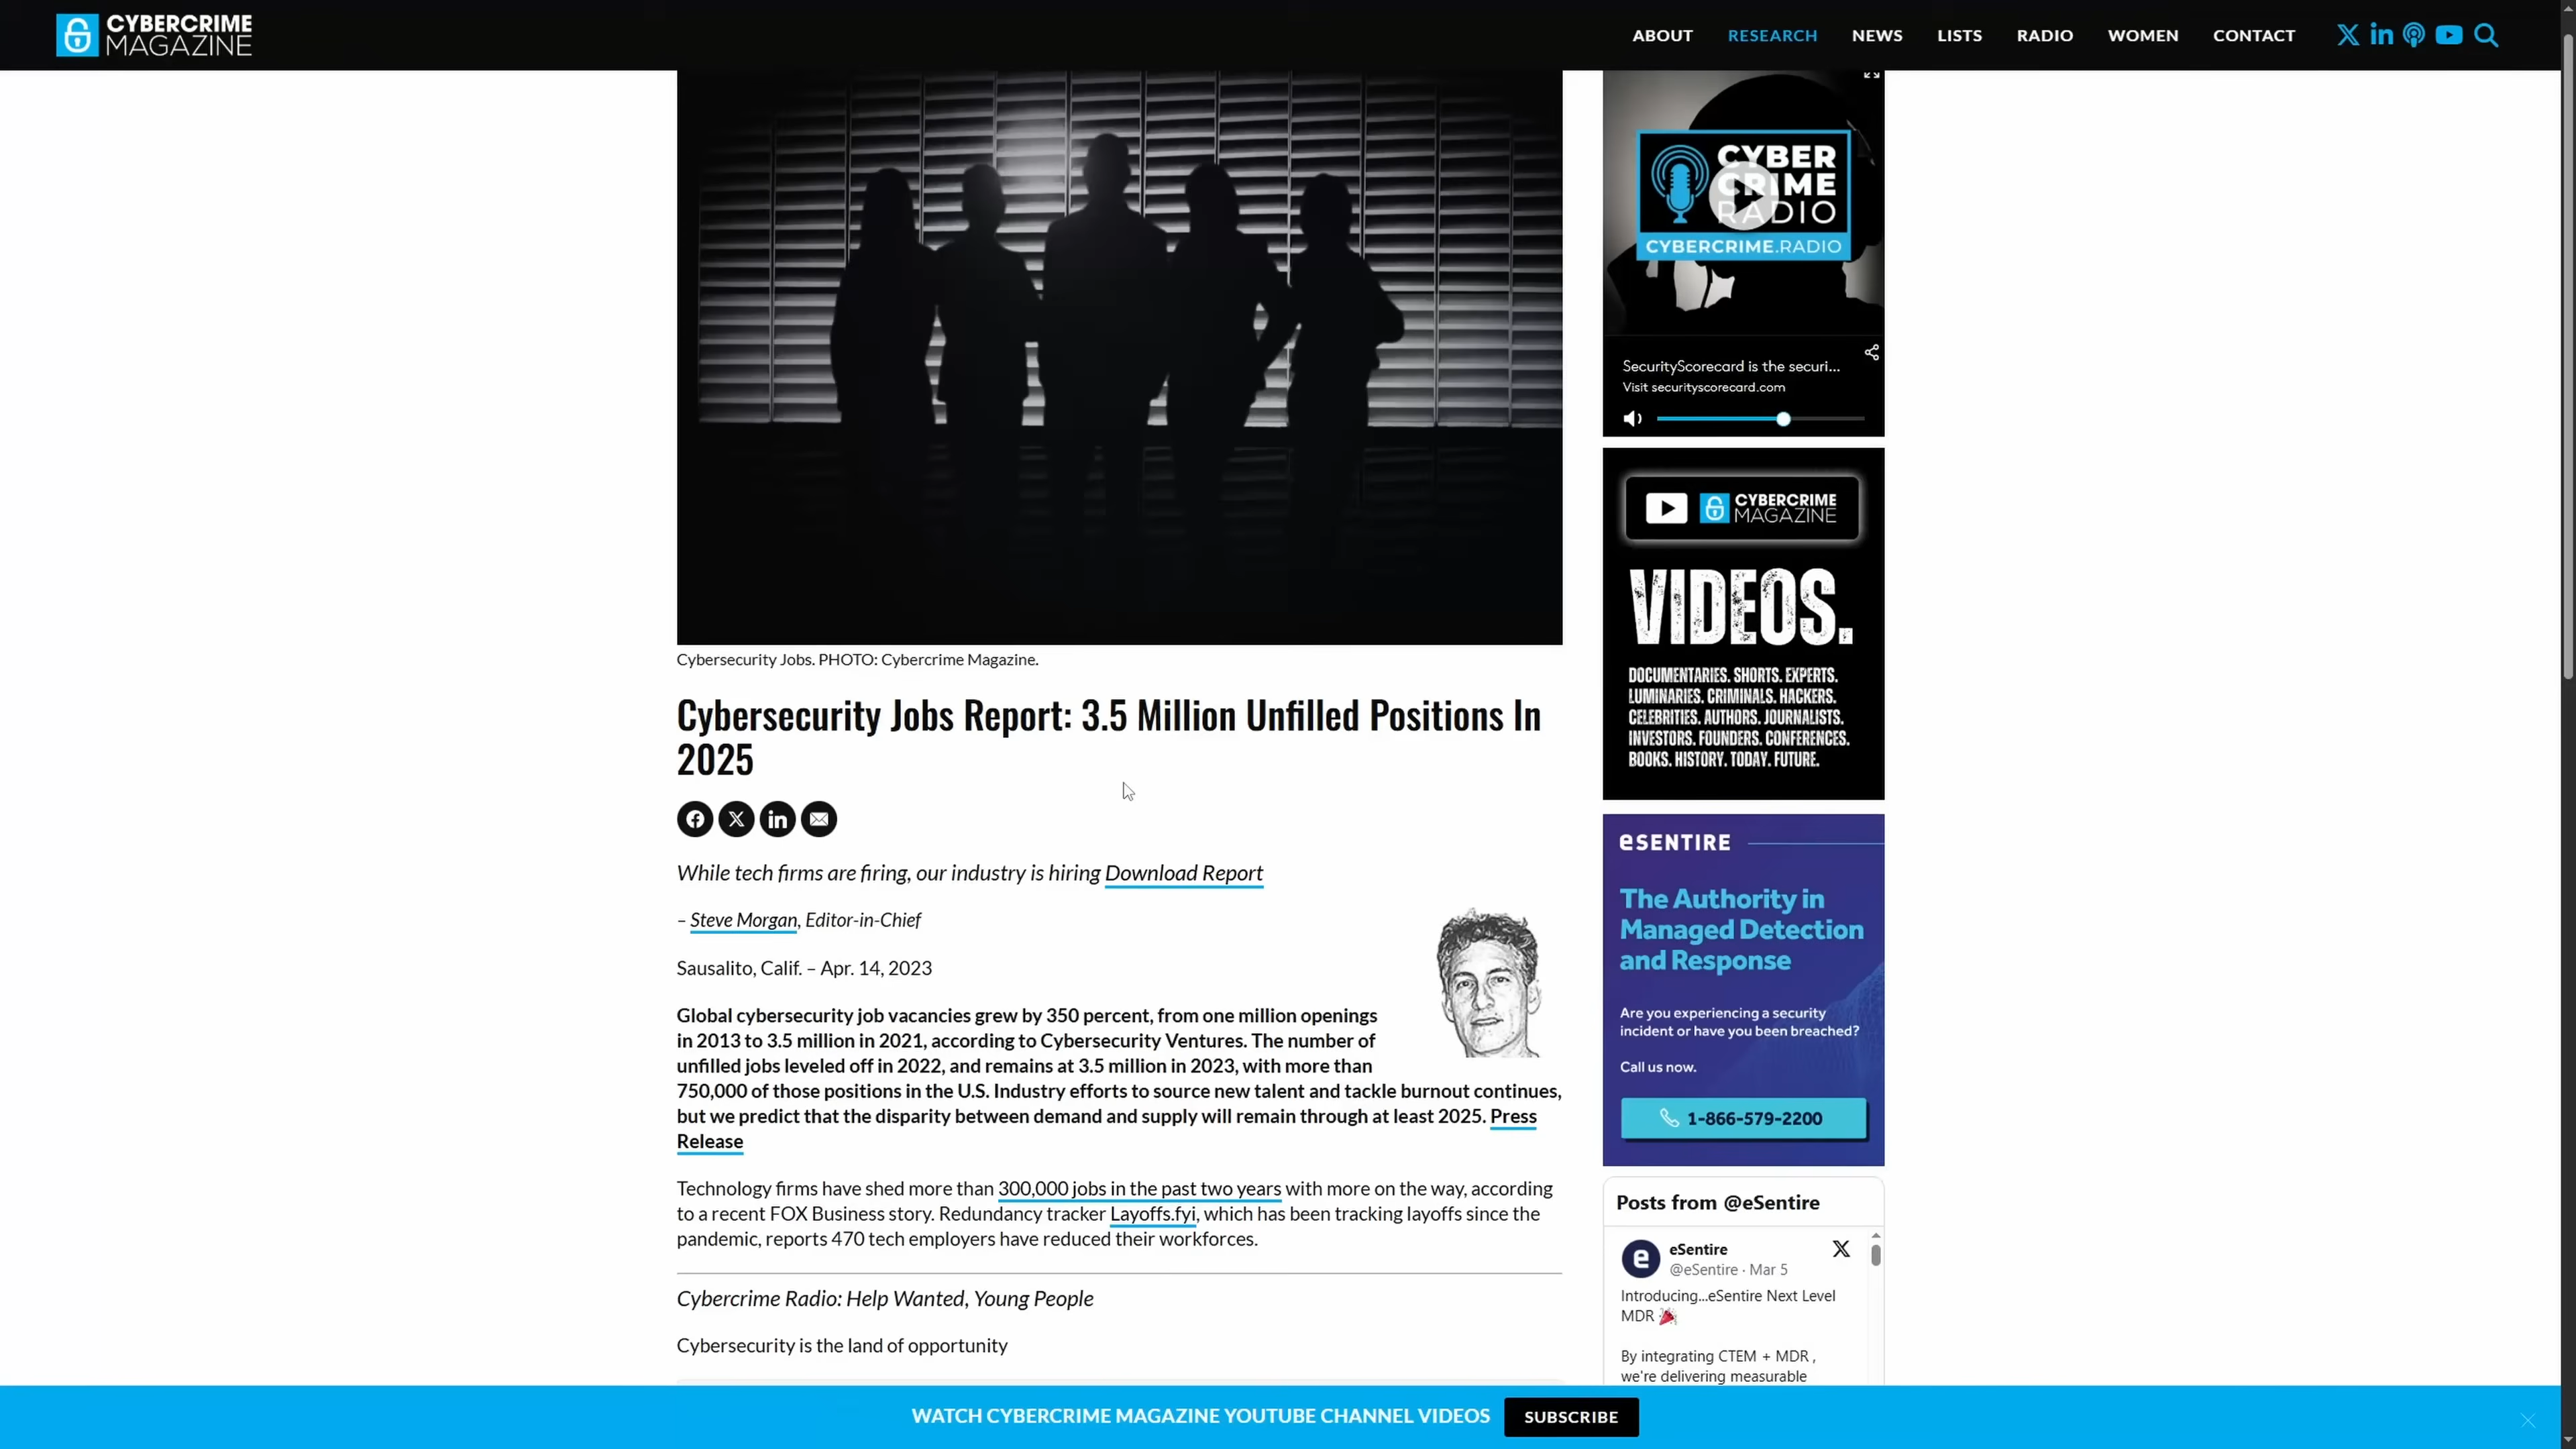 CYBERCRIME
MAGAZINE
ABOUT RESEARCH NEWS LISTS RADIO WOMEN CONTACT
Cybersecurity Jobs. PHOTO: Cybercrime Magazine.
Cybersecurity Jobs Report: 3.5 Million Unfilled Positions In
2025
While tech firms are firing, our industry is hiring Download Report
– Steve Morgan, Editor-in-Chief
Sausalito, Calif. – Apr. 14, 2023
Global cybersecurity job vacancies grew by 350 percent, from one million openings
in 2013 to 3.5 million in 2021, according to Cybersecurity Ventures. The number of
unfilled jobs leveled off in 2022, and remains at 3.5 million in 2023, with more than
750,000 of those positions in the U.S. Industry efforts to source new talent and tackle burnout continues,
but we predict that the disparity between demand and supply will remain through at least 2025. Press
Release
Technology firms have shed more than 300,000 jobs in the past two years with more on the way, according
to a recent FOX Business story. Redundancy tracker Layoffs.fyi, which has been tracking layoffs since the
pandemic, reports 470 tech employers have reduced their workforces.
Cybercrime Radio: Help Wanted, Young People
Cybersecurity is the land of opportunity
CYBER
CRIME
RADIO
CYBERCRIME.RADIO
SecurityScorecard is the securi...
Visit securityscorecard.com
CYBERCRIME
MAGAZINE
VIDEOS.
DOCUMENTARIES. SHORTS. EXPERTS.
LUMINARIES. CRIMINALS. HACKERS.
CELEBRITIES. AUTHORS. JOURNALISTS.
INVESTORS. FOUNDERS. CONFERENCES.
BOOKS. HISTORY. TODAY. FUTURE.
eSENTIRE
The Authority in
Managed Detection
and Response
Are you experiencing a security
incident or have you been breached?
Call us now.
1-866-579-2200
Posts from @eSentire
eSentire
@eSentire · Mar 5
Introducing...eSentire Next Level
MDR 🎉
By integrating CTEM + MDR ,
we're delivering measurable
WATCH CYBERCRIME MAGAZINE YOUTUBE CHANNEL VIDEOS SUBSCRIBE